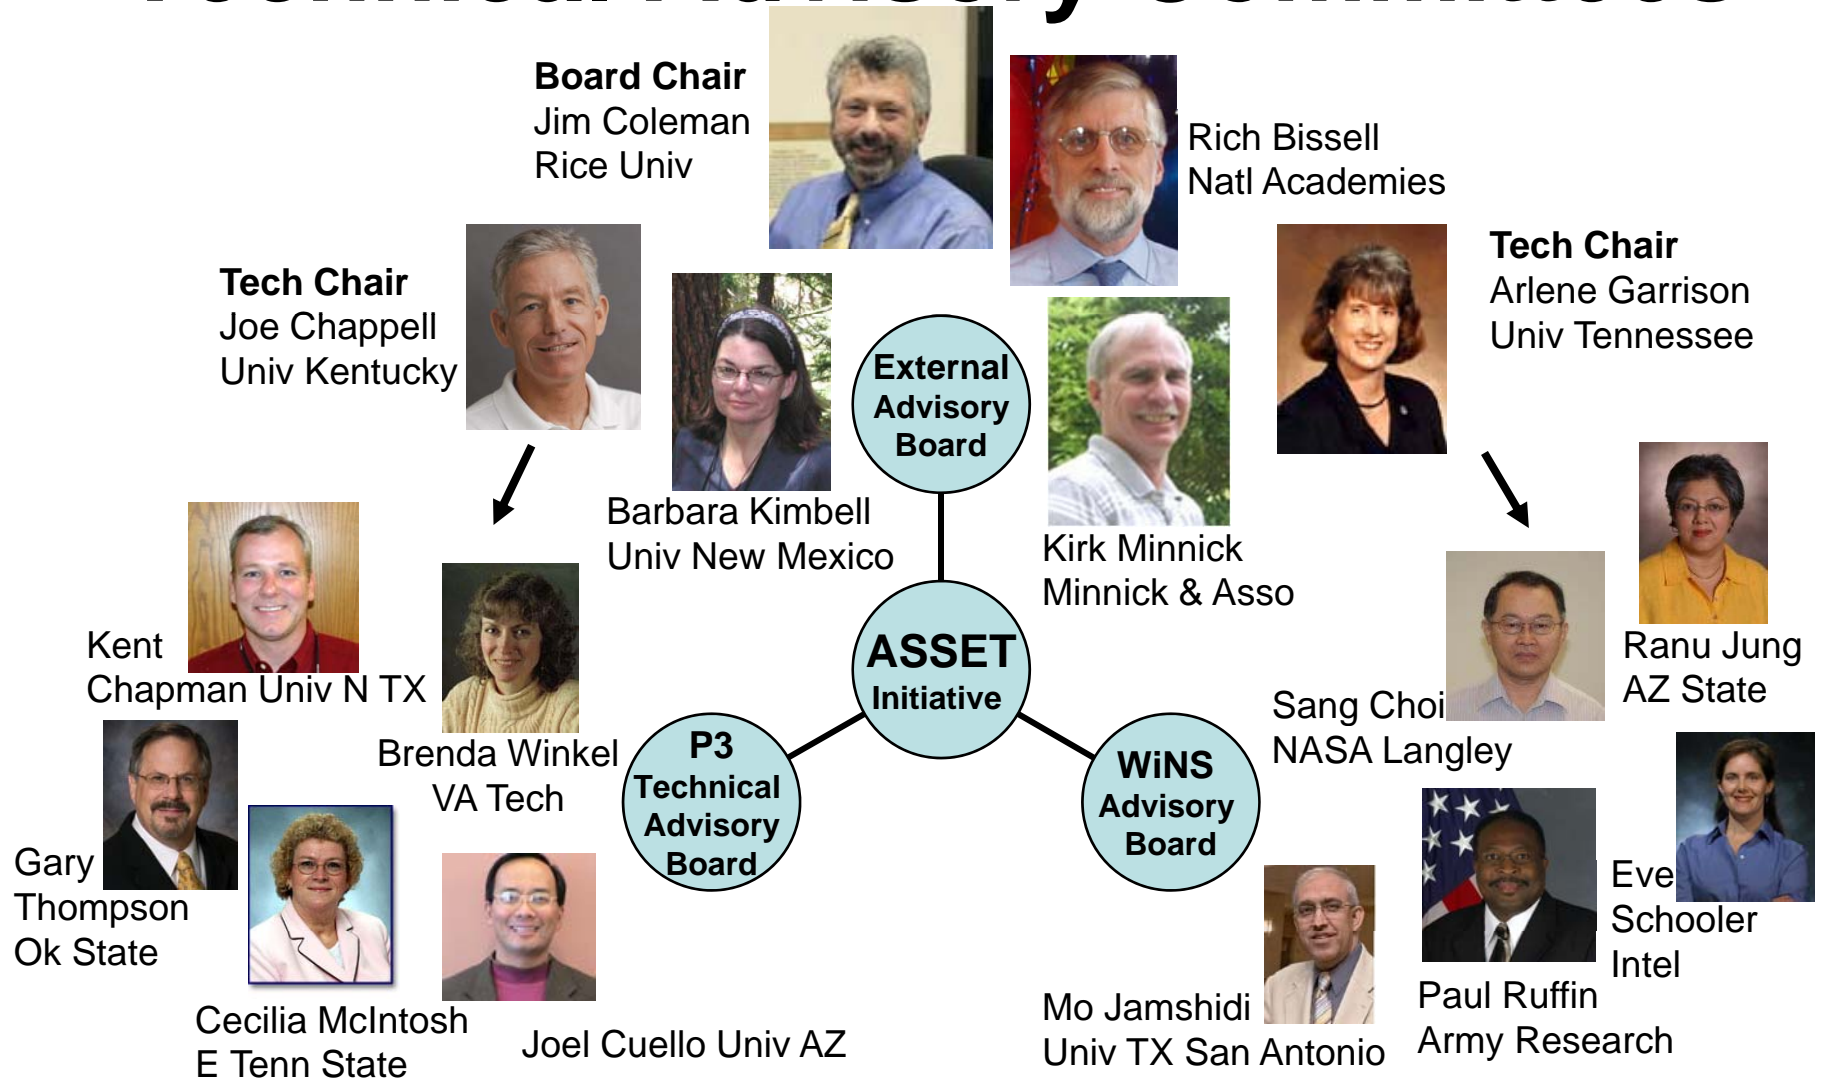 Technical Advisory Committees
Board Chair
Jim Coleman
Rice Univ
Rich Bissell
Natl Academies
Tech Chair
Joe Chappell
Univ Kentucky
Tech Chair
Arlene Garrison
Univ Tennessee
External
Advisory
Board
Barbara Kimbell
Univ New Mexico
Kirk Minnick
Minnick & Asso
Kent
Chapman Univ N TX
Brenda Winkel
VA Tech
ASSET
Initiative
Ranu Jung
AZ State
Sang Choi
NASA Langley
P3
Technical
Advisory
Board
WiNS
Advisory
Board
Gary
Thompson
Ok State
Eve
Schooler
Intel
Cecilia McIntosh
E Tenn State
Joel Cuello Univ AZ
Mo Jamshidi
Univ TX San Antonio
Paul Ruffin
Army Research